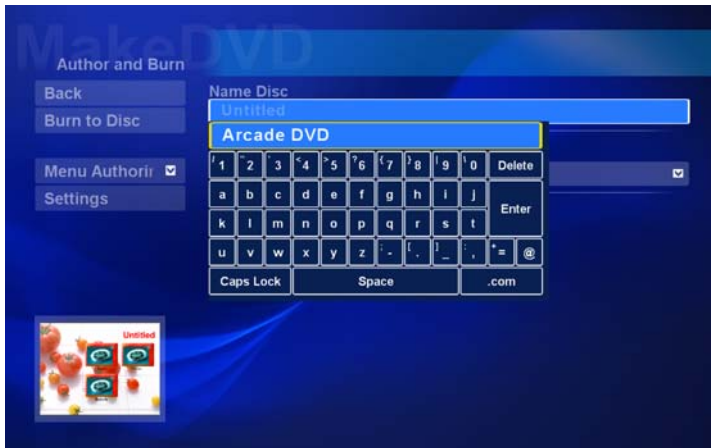 MakeDVD
Author and Burn
Back
Burn to Disc
Menu Authorir
Settings
Name Disc
Untitled
Arcade DVD
/ 1 " 2 ` 3 < 4 > 5 ? 6 { 7 } 8 | 9 \ 0 Delete
a b c d e f g h i j Enter
k l m n o p q r s t
u v w x y z ; - [ . ] _ : , + = @
Caps Lock Space .com
Untitled